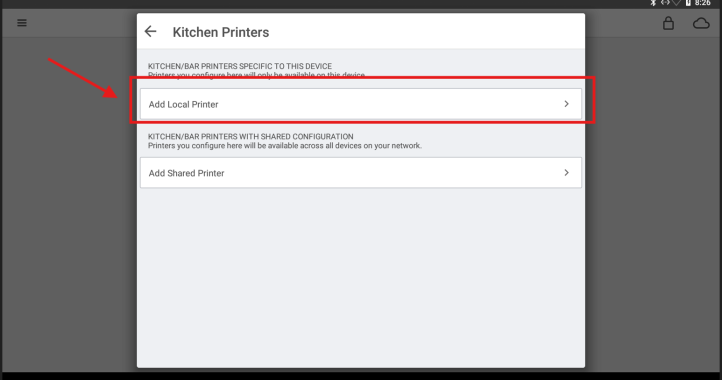 8:26
Kitchen Printers
KITCHEN/BAR PRINTERS SPECIFIC TO THIS DEVICE
Printers you configure here will only be available on this device
Add Local Printer
KITCHEN/BAR PRINTERS WITH SHARED CONFIGURATION
Printers you configure here will be available across all devices on your network.
Add Shared Printer